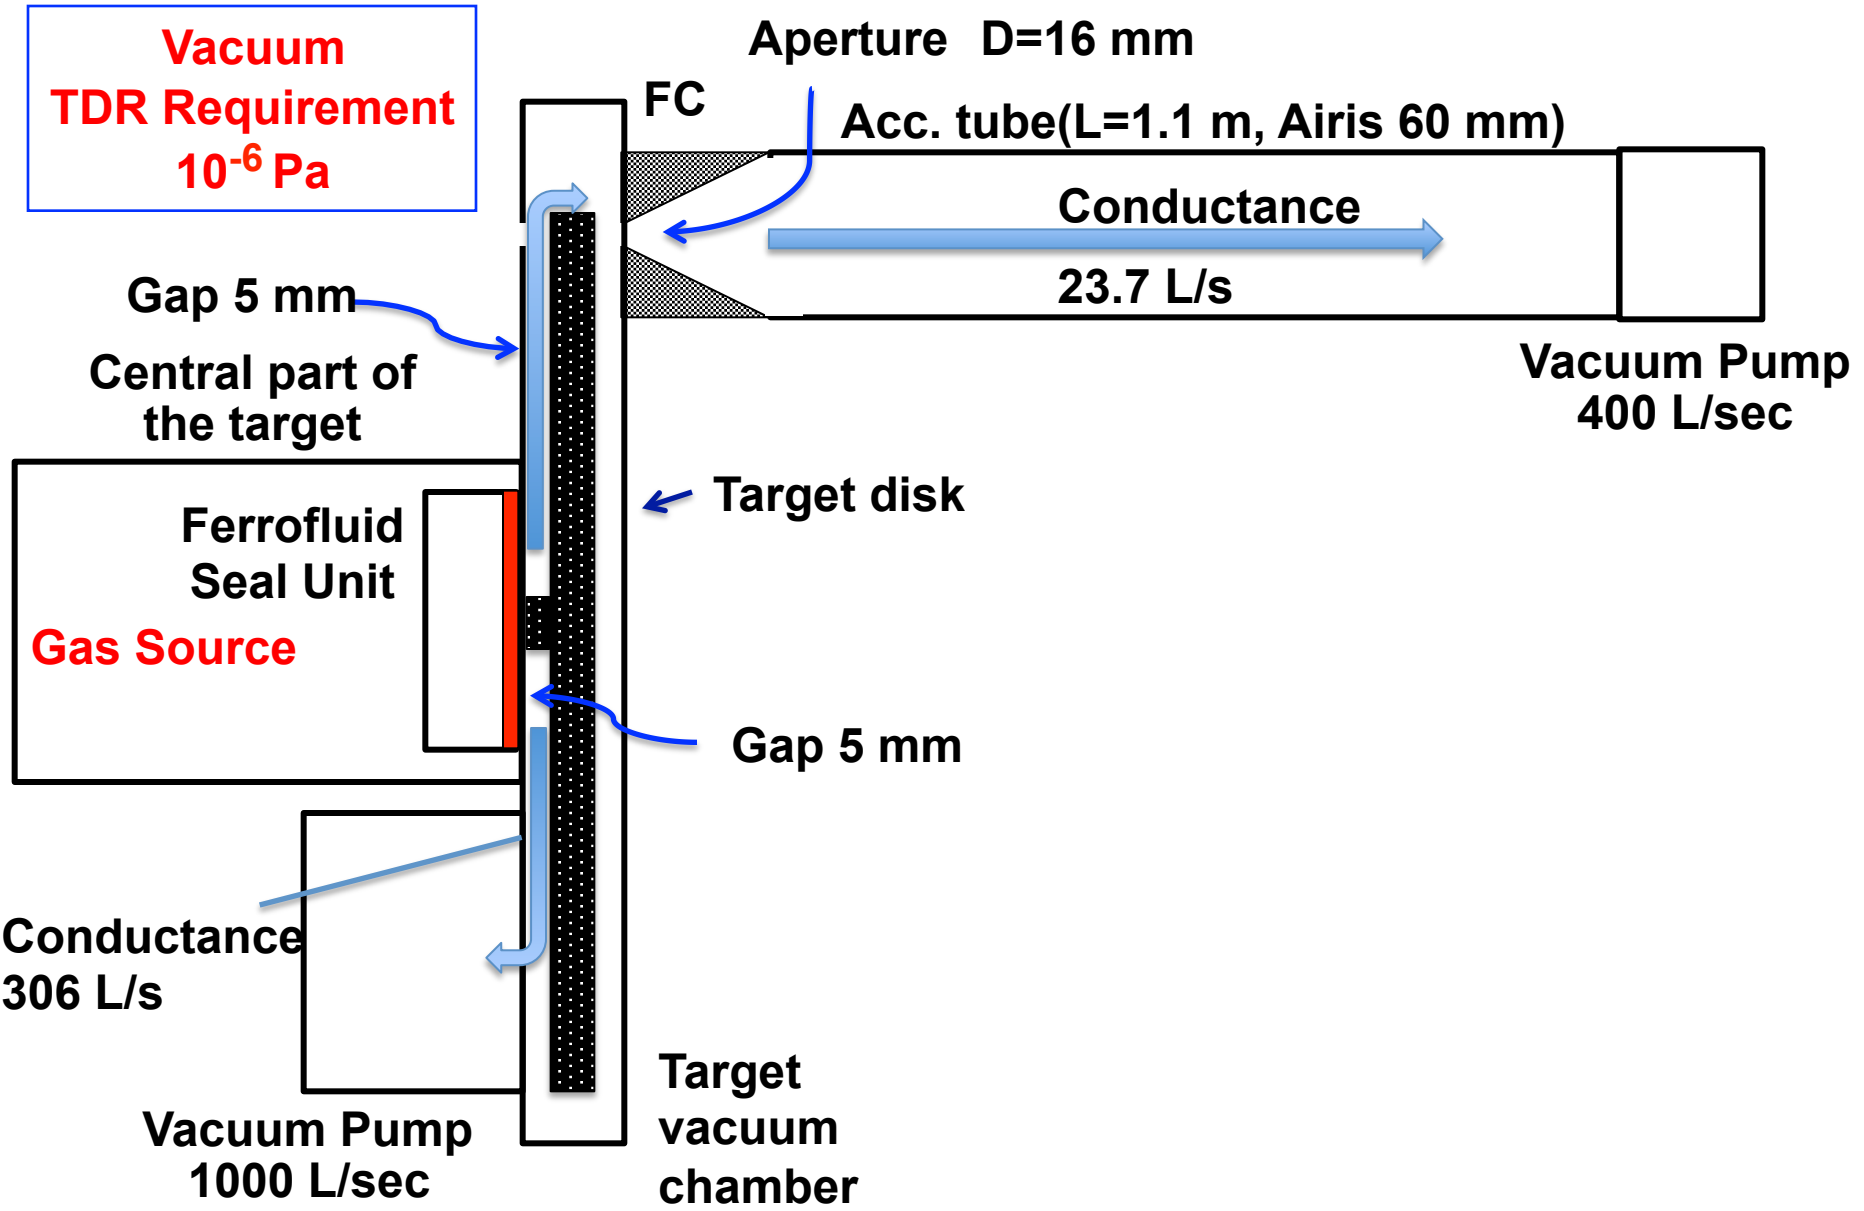 Vacuum
TDR Requirement
10⁻⁶ Pa
Aperture D=16 mm
FC
Acc. tube(L=1.1 m, Airis 60 mm)
Conductance
23.7 L/s
Gap 5 mm
Central part of
the target
Vacuum Pump
400 L/sec
Target disk
Ferrofluid
Seal Unit
Gas Source
Gap 5 mm
Conductance
306 L/s
Vacuum Pump
1000 L/sec
Target
vacuum
chamber